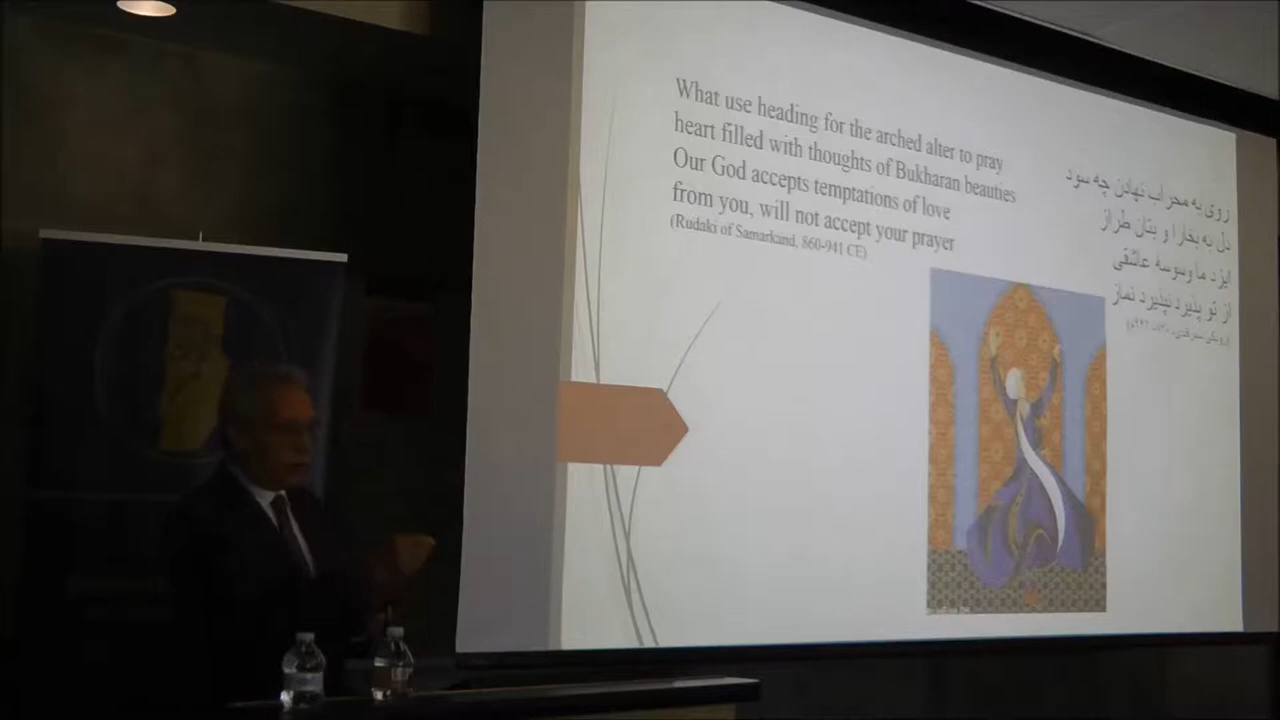 What use heading for the arched alter to pray
heart filled with thoughts of Bukharan beauties
Our God accepts temptations of love
from you, will not accept your prayer
(Rudaki of Samarkand, 860-941 CE)
روی به محراب نهادن چه سود
دل به بخارا و بتان طراز
ایزد ما وسوسهٔ عاشقی
از تو پذیرد نپذیرد نماز